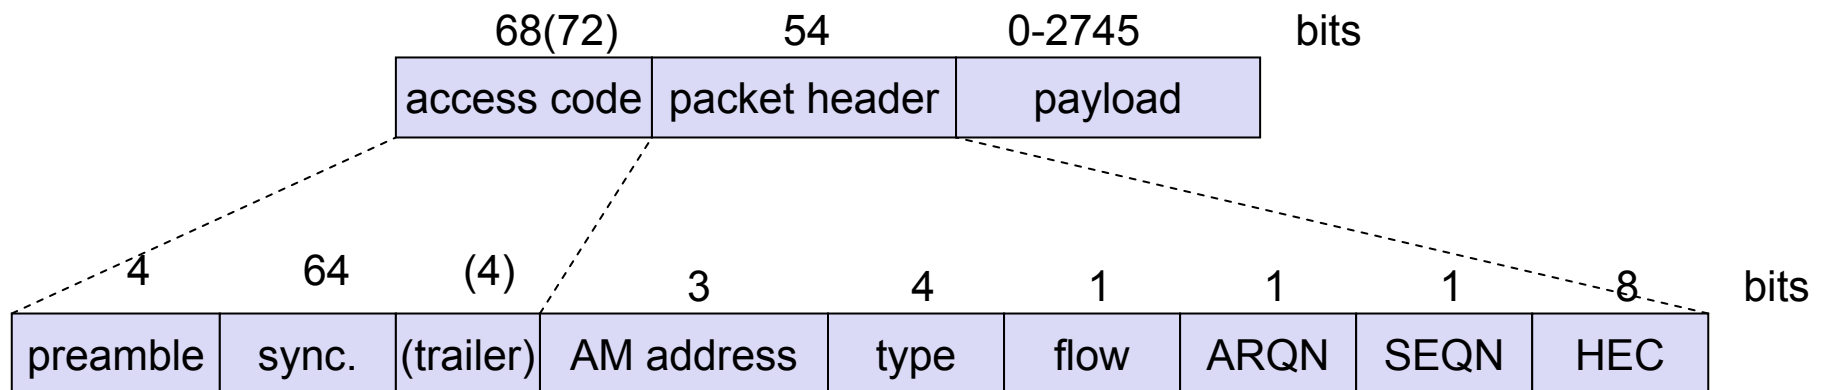 68(72) 54 0-2745 bits
access code packet header payload
4 64 (4) 3 4 1 1 1 8 bits
preamble sync. (trailer) AM address type flow ARQN SEQN HEC